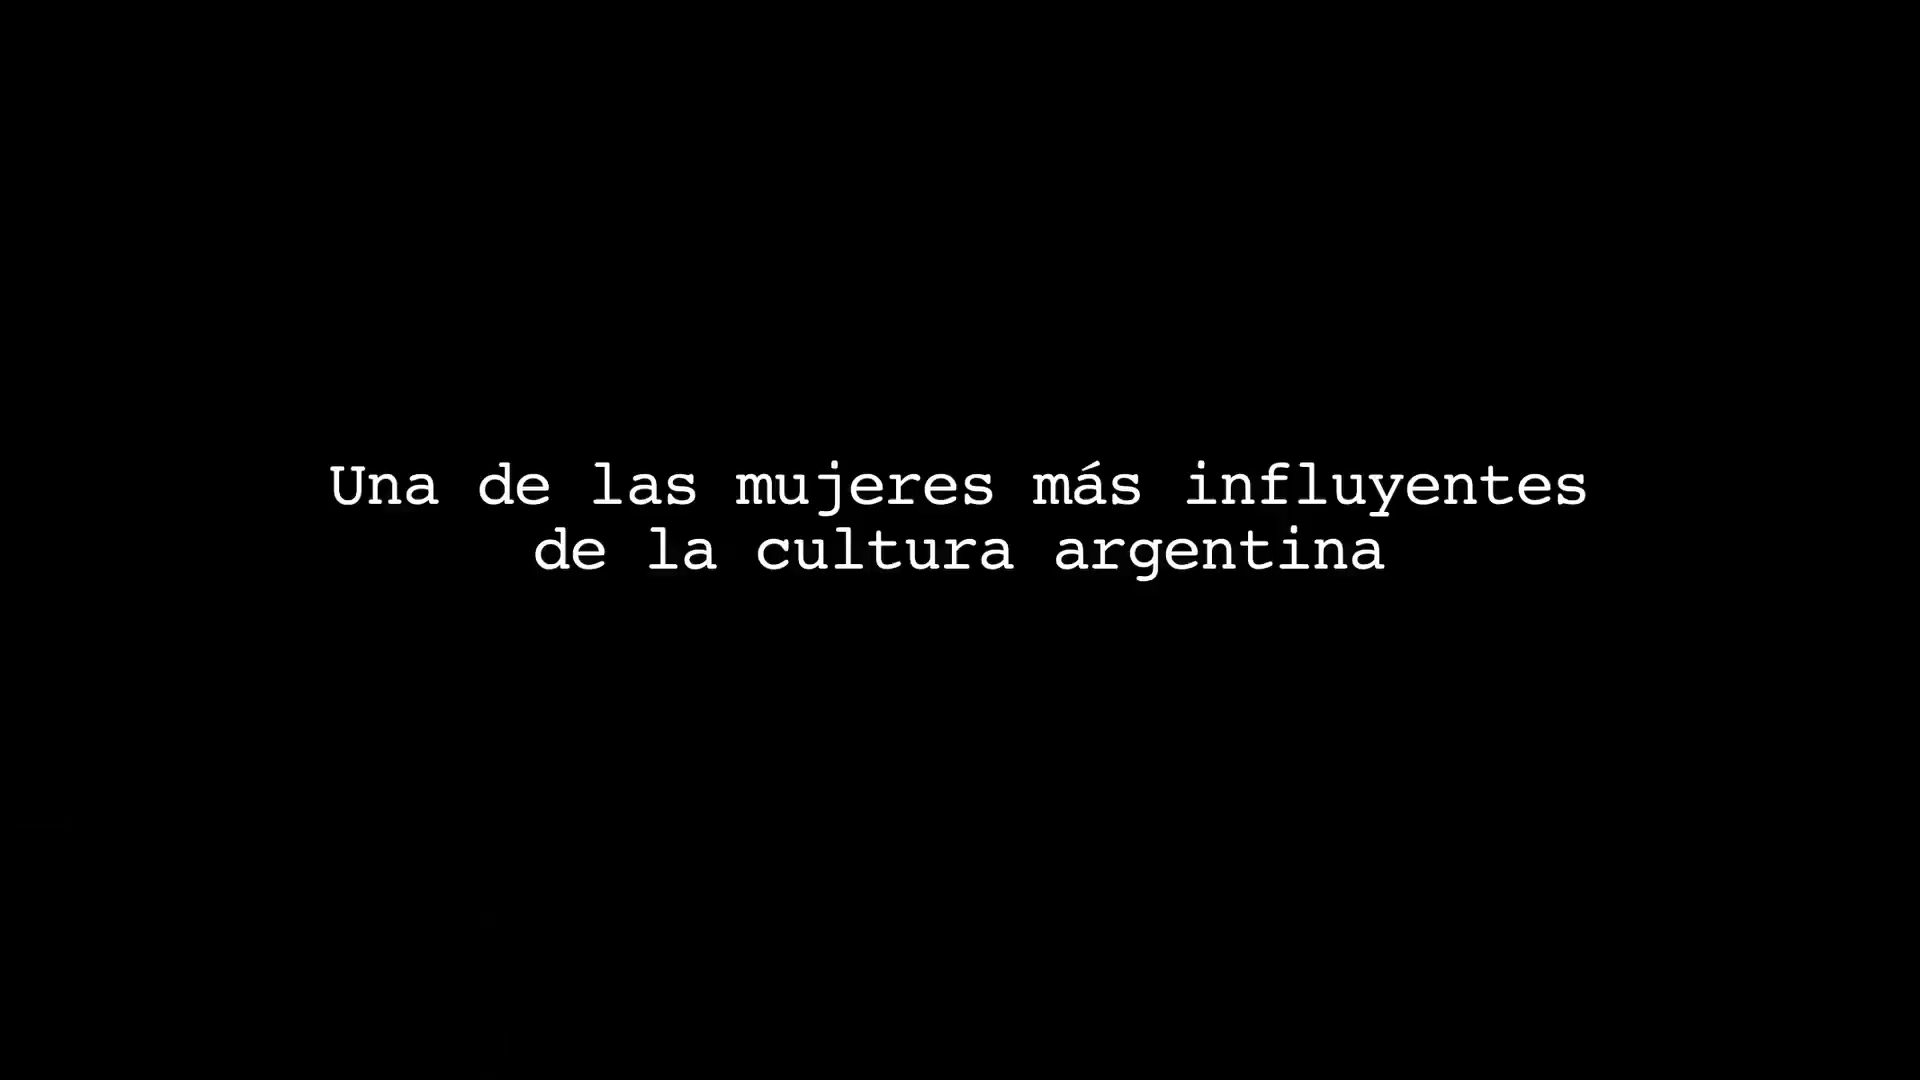 Una de las mujeres más influyentes
de la cultura argentina